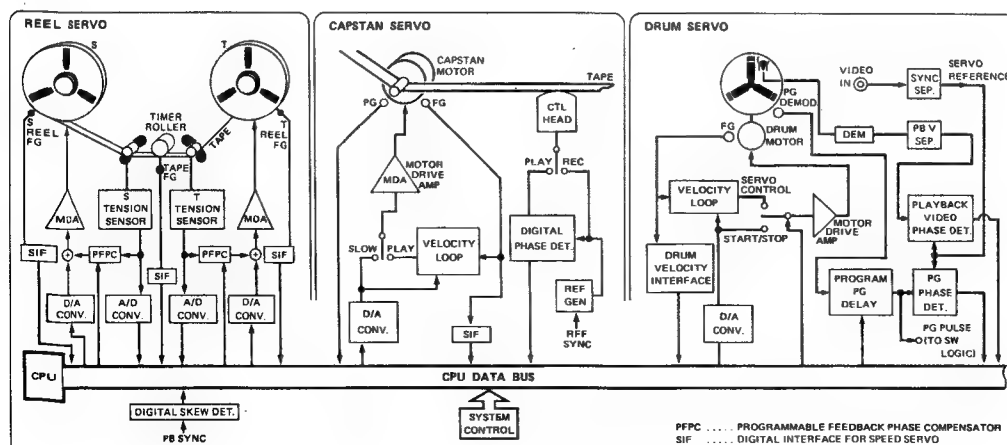 REEL SERVO
S
T
S
REEL
FG
TIMER
ROLLER
TAPE
FG
TAPE
T
REEL
FG
MDA
S
TENSION
SENSOR
T
TENSION
SENSOR
MDA
SIF
PFPC
SIF
PFPC
SIF
D/A
CONV.
A/D
CONV.
A/D
CONV.
D/A
CONV.
CAPSTAN SERVO
CAPSTAN
MOTOR
TAPE
PG
FG
CTL
HEAD
MDA
MOTOR
DRIVE
AMP
PLAY
REC
SLOW
PLAY
VELOCITY
LOOP
DIGITAL
PHASE DET.
D/A
CONV.
SIF
REF
GEN
REF
SYNC
DRUM SERVO
VIDEO
IN
SYNC
SEP.
SERVO
REFERENCE
PG
DEMOD.
FG
DRUM
MOTOR
DEM
PB V
SEP.
VELOCITY
LOOP
SERVO
CONTROL
START/STOP
MOTOR
DRIVE
AMP
PLAYBACK
VIDEO
PHASE DET.
DRUM
VELOCITY
INTERFACE
D/A
CONV.
PROGRAM
PG
DELAY
PG
PHASE
DET.
PG PULSE
(TO SW
LOGIC)
CPU
CPU DATA BUS
DIGITAL SKEW DET.
PB SYNC
SYSTEM
CONTROL
PFPC ..... PROGRAMMABLE FEEDBACK PHASE COMPENSATOR
SIF ..... DIGITAL INTERFACE FOR SPEED SERVO